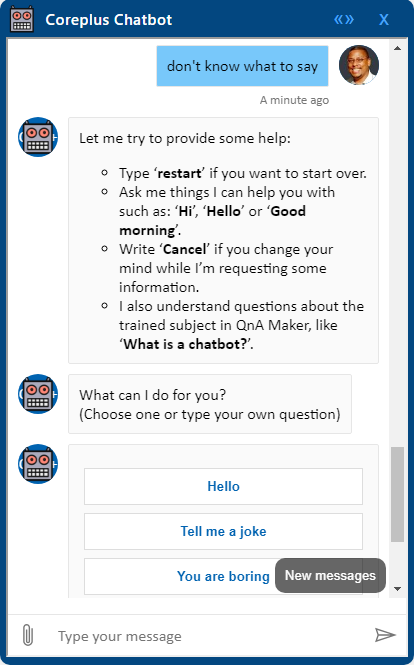 Coreplus Chatbot
«» X
don't know what to say
A minute ago
Let me try to provide some help:
Type ‘restart’ if you want to start over.
Ask me things I can help you with
such as: ‘Hi’, ‘Hello’ or ‘Good
morning’.
Write ‘Cancel’ if you change your
mind while I’m requesting some
information.
I also understand questions about the
trained subject in QnA Maker, like
‘What is a chatbot?’.
What can I do for you?
(Choose one or type your own question)
Hello
Tell me a joke
You are boring
New messages
Type your message